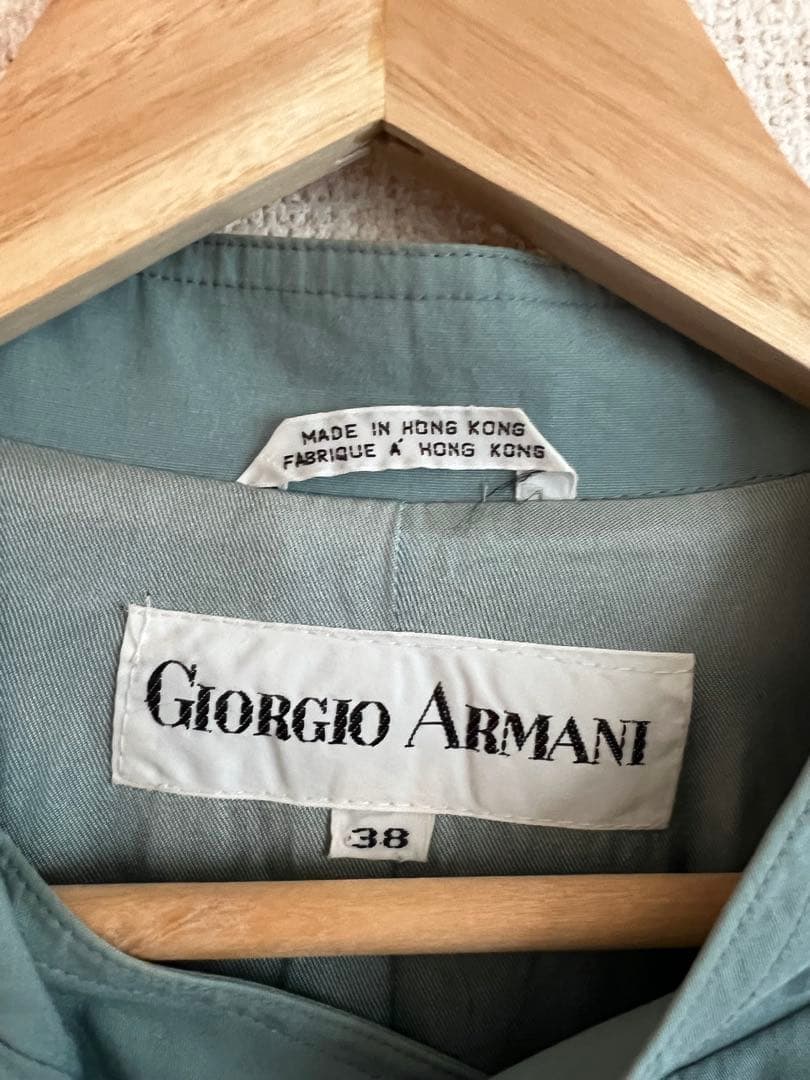 MADE IN HONG KONG
FABRIQUE Á HONG KONG
GIORGIO ARMANI
38